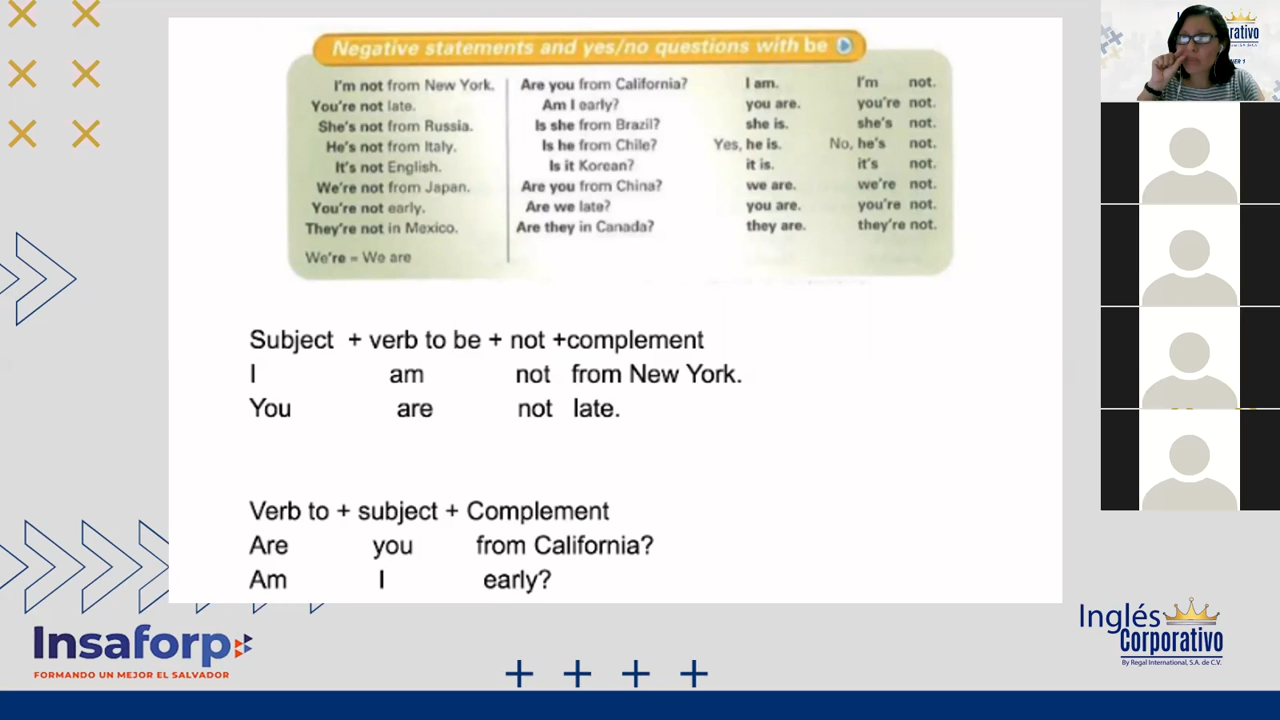 Negative statements and yes/no questions with be
I'm not from New York.
You're not late.
She's not from Russia.
He's not from Italy.
It's not English.
We're not from Japan.
You're not early.
They're not in Mexico.
We're = We are
Are you from California? I am. I'm not.
Am I early? you are. you're not.
Is she from Brazil? she is. she's not.
Is he from Chile? Yes, he is. No, he's not.
Is it Korean? it is. it's not.
Are you from China? we are. we're not.
Are we late? you are. you're not.
Are they in Canada? they are. they're not.
Subject + verb to be + not +complement
I am not from New York.
You are not late.
Verb to + subject + Complement
Are you from California?
Am I early?
Insaforp
FORMANDO UN MEJOR EL SALVADOR
Inglés
Corporativo
By Regal International, S.A. de C.V.